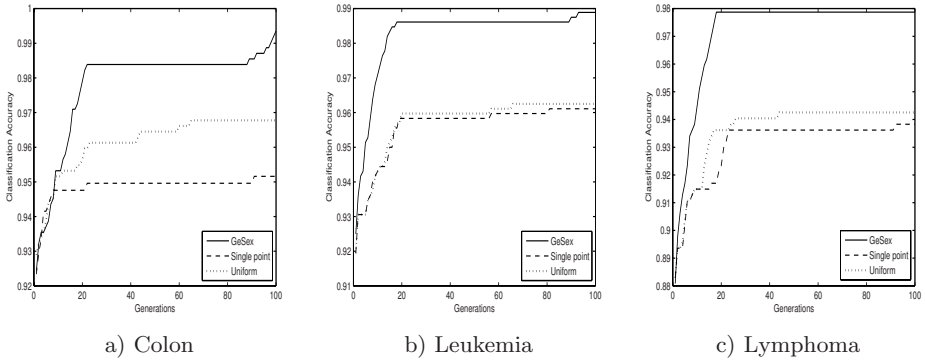 1
0.99
0.98
0.97
0.96
0.95
0.94
0.93
0.92
Classification Accuracy
0 20 40 60 80 100
Generations
GeSex
Single point
Uniform
a) Colon
0.99
0.98
0.97
0.96
0.95
0.94
0.93
0.92
0.91
Classification Accuracy
0 20 40 60 80 100
Generations
GeSex
Single point
Uniform
b) Leukemia
0.98
0.96
0.95
0.94
0.92
0.91
0.9
0.89
0.88
Classification Accuracy
0 20 40 60 80 100
Generations
GeSex
Single point
Uniform
c) Lymphoma